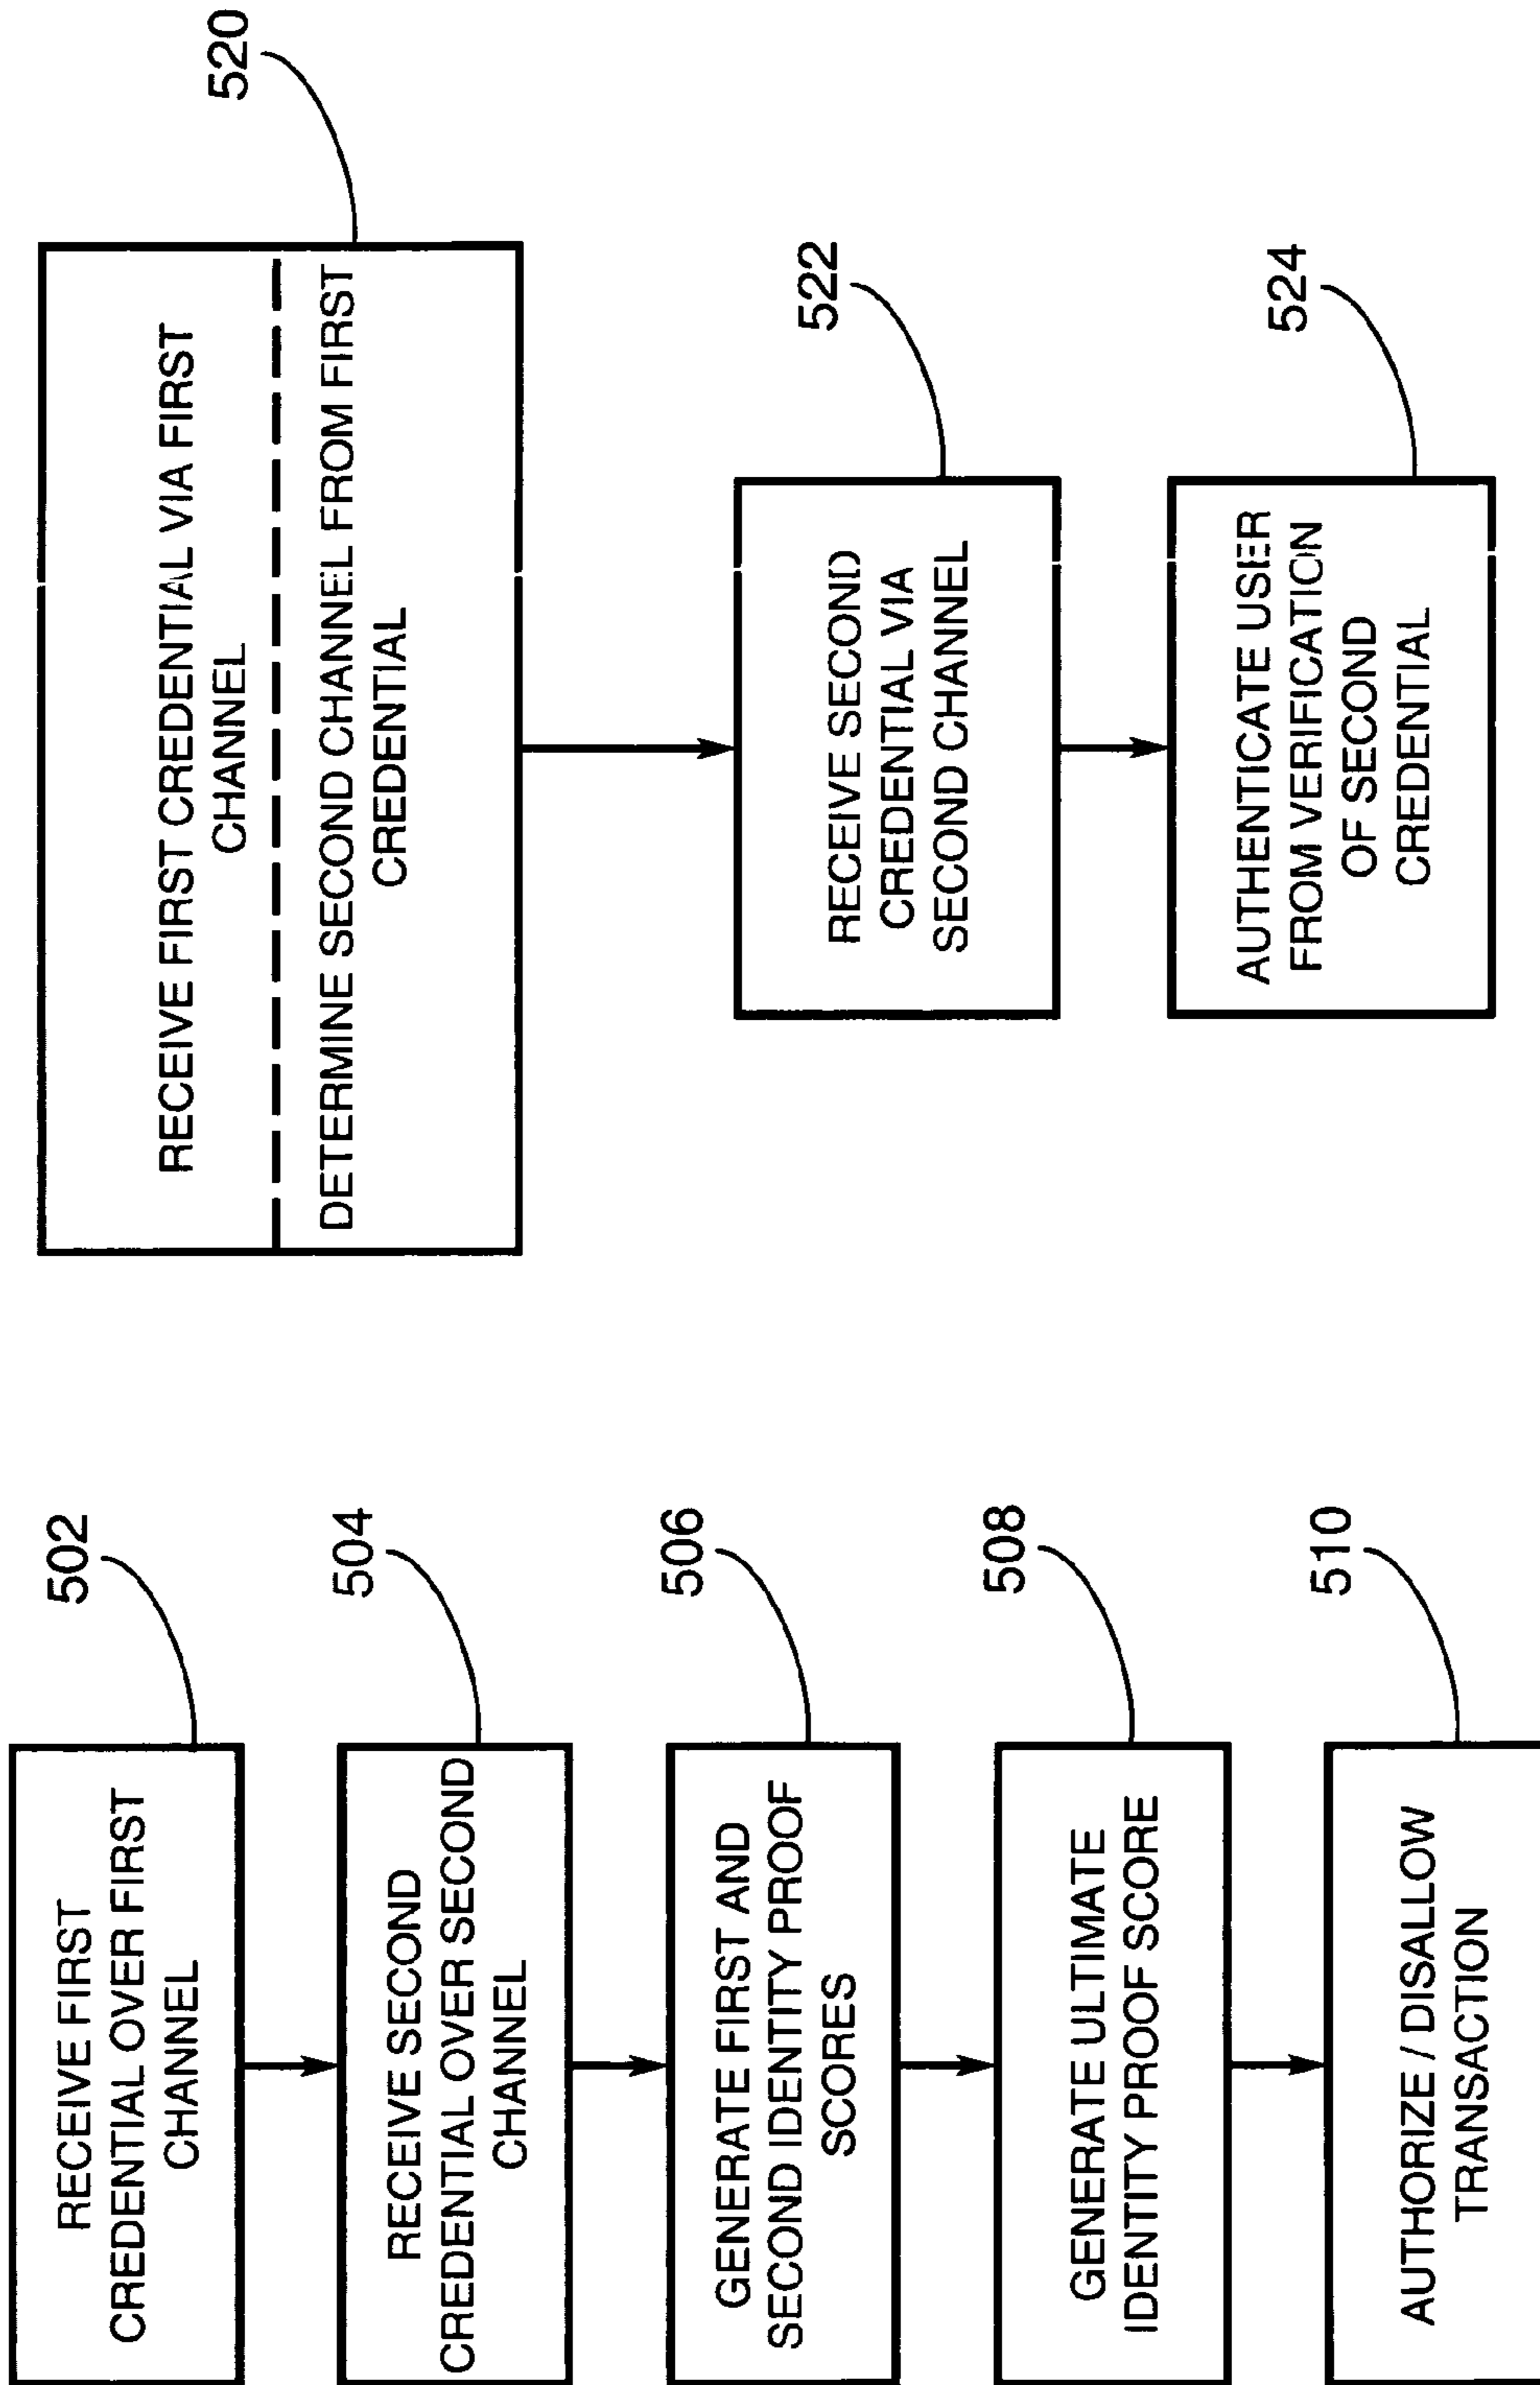 RECEIVE FIRST
CREDENTIAL OVER FIRST
CHANNEL
502
RECEIVE SECOND
CREDENTIAL OVER SECOND
CHANNEL
504
GENERATE FIRST AND
SECOND IDENTITY PROOF
SCORES
506
GENERATE ULTIMATE
IDENTITY PROOF SCORE
508
AUTHORIZE / DISALLOW
TRANSACTION
510
RECEIVE FIRST CREDENTIAL VIA FIRST
CHANNEL
DETERMINE SECOND CHANNEL FROM FIRST
CREDENTIAL
520
RECEIVE SECOND
CREDENTIAL VIA
SECOND CHANNEL
522
AUTHENTICATE USER
FROM VERIFICATION
OF SECOND
CREDENTIAL
524